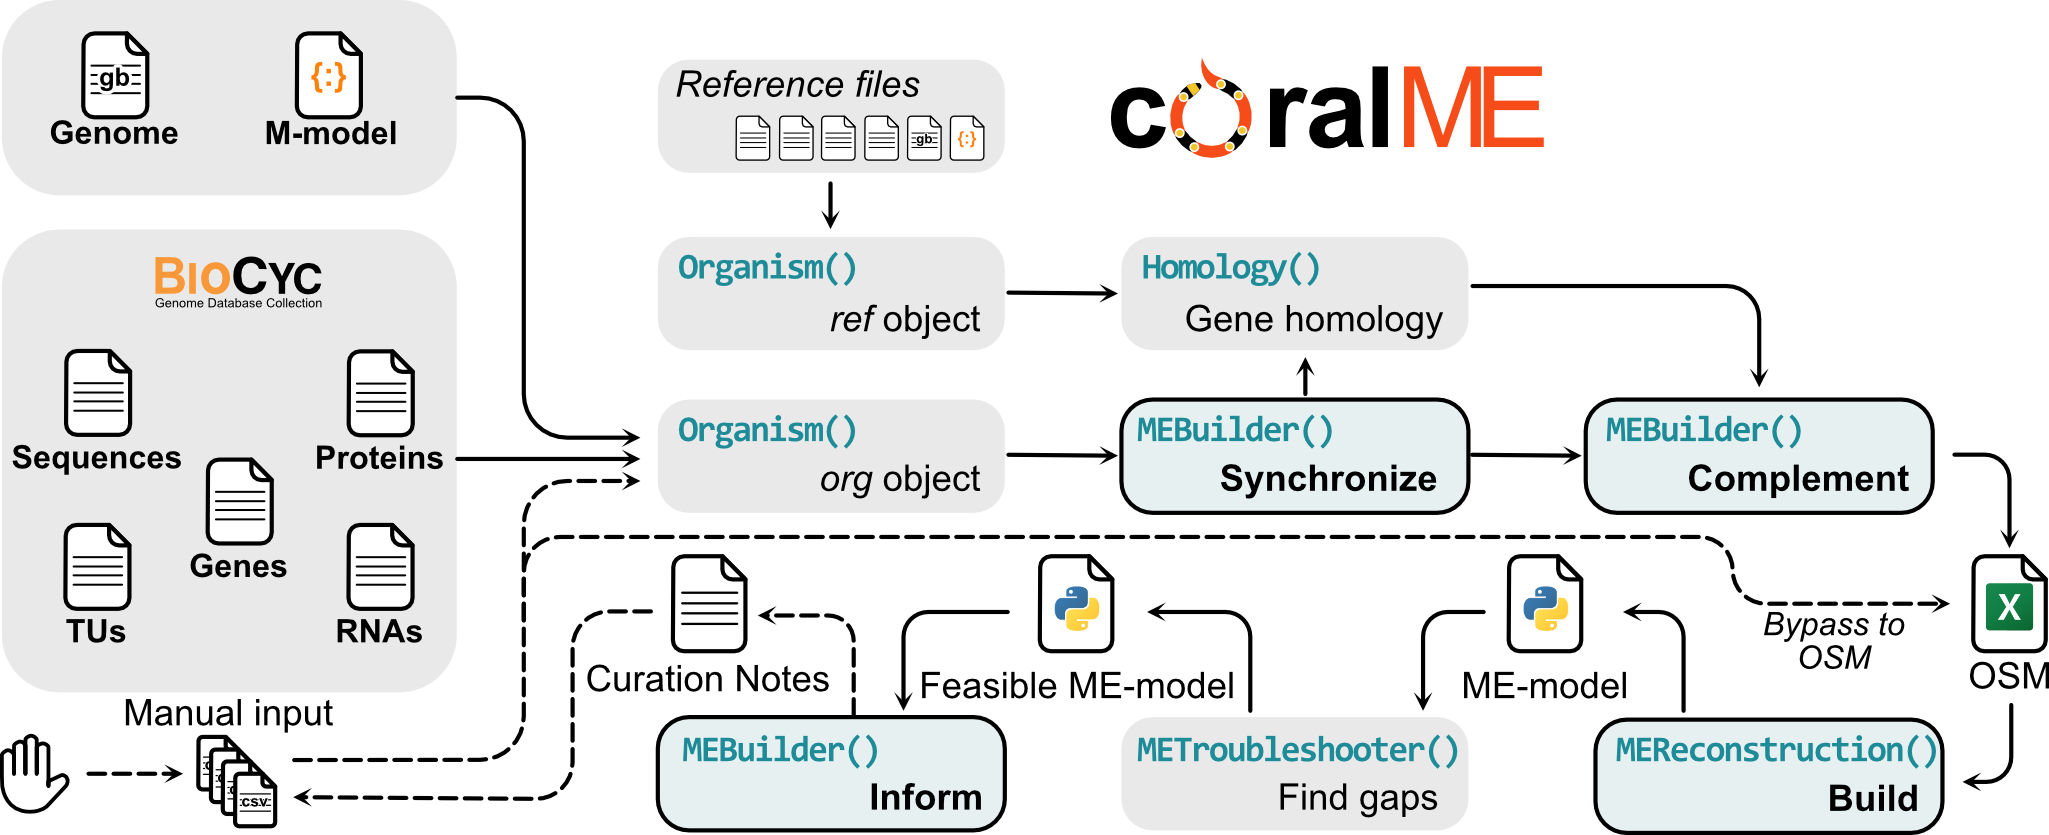 gb
{:}
Genome
M-model
BIOCYC
Genome Database Collection
Sequences
Proteins
Genes
TUs
RNAs
Manual input
csv
Reference files
gb
{:}
coralME
Organism()
ref object
Homology()
Gene homology
Organism()
org object
MEBuilder()
Synchronize
MEBuilder()
Complement
Bypass to
OSM
X
OSM
Curation Notes
Feasible ME-model
ME-model
MEBuilder()
Inform
METroubleshooter()
Find gaps
MEReconstruction()
Build